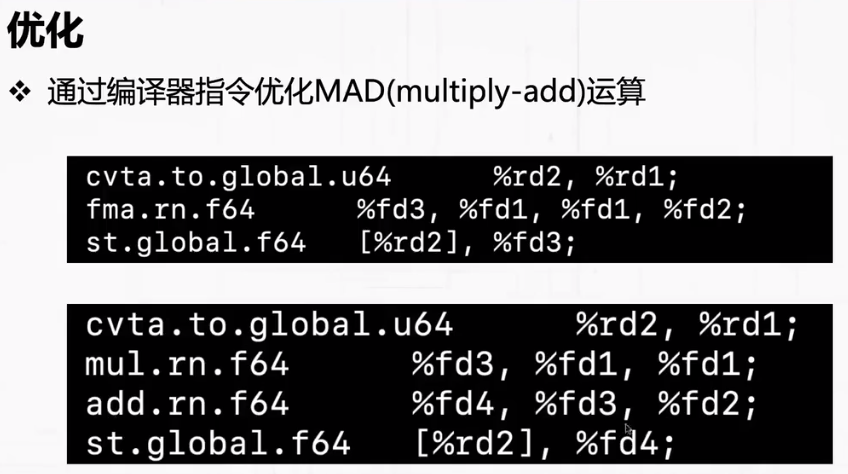 优化
❖ 通过编译器指令优化MAD(multiply-add)运算
cvta.to.global.u64 %rd2, %rd1;
fma.rn.f64 %fd3, %fd1, %fd1, %fd2;
st.global.f64 [%rd2], %fd3;
cvta.to.global.u64 %rd2, %rd1;
mul.rn.f64 %fd3, %fd1, %fd1;
add.rn.f64 %fd4, %fd3, %fd2;
st.global.f64 [%rd2], %fd4;